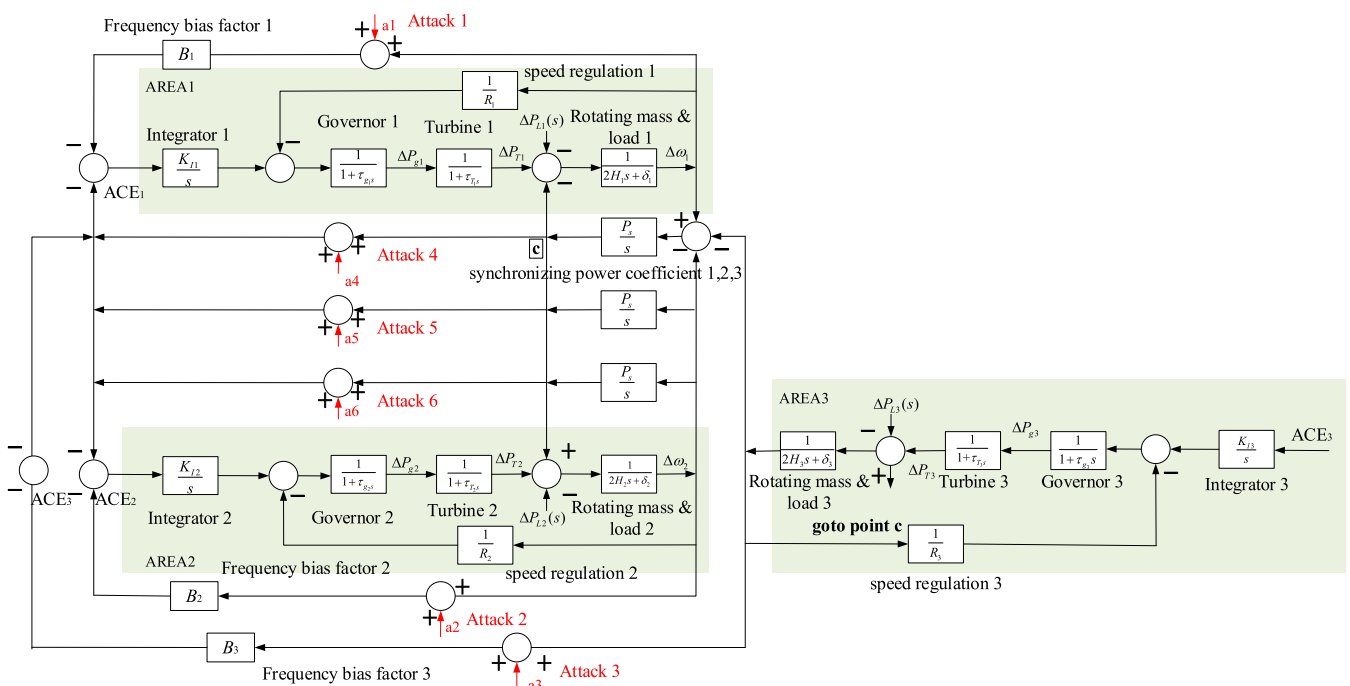 Frequency bias factor 1
a1 Attack 1
B1
AREA1
speed regulation 1
1/R1
Integrator 1
Governor 1
Turbine 1
ΔPL1(s)
Rotating mass &
load 1
KI1/s
1/(1+τg1s)
ΔPg1
1/(1+τT1s)
ΔPT1
1/(2H1s+δ1)
Δω1
ACE1
Ps/s
Attack 4
a4
c
synchronizing power coefficient 1,2,3
Ps/s
Attack 5
a5
Ps/s
Attack 6
a6
AREA3
ΔPL3(s)
1/(2H3s+δ3)
ΔPT3
1/(1+τT3s)
ΔPg3
1/(1+τg3s)
KI3/s
ACE3
Rotating mass &
load 3
Turbine 3
Governor 3
Integrator 3
goto point c
1/R3
speed regulation 3
ACE3
ACE2
KI2/s
1/(1+τg2s)
ΔPg2
1/(1+τT2s)
ΔPT2
1/(2H2s+δ2)
Δω2
Integrator 2
Governor 2
Turbine 2
ΔPL2(s)
Rotating mass &
load 2
1/R2
AREA2
Frequency bias factor 2
speed regulation 2
B2
a2 Attack 2
B3
Frequency bias factor 3
a3 Attack 3